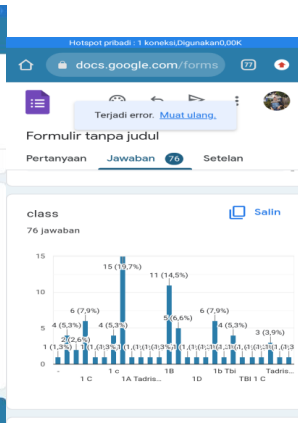 Hotspot pribadi : 1 koneksi,Digunakan0,00K
docs.google.com/forms
77
Terjadi error. Muat ulang.
Formulir tanpa judul
Pertanyaan Jawaban 76 Setelan
class
Salin
76 jawaban
15
10
5
0
15 (19,7%)
11 (14,5%)
6 (7,9%)
6 (7,9%)
5 (6,6%)
4 (5,3%)
4 (5,3%)
4 (5,3%)
3 (3,9%)
2 (2,6%)
1 (1,3%)
- 1 c 1B 1b Tbi Tadris...
1 C 1A Tadris... 1D TBI 1 C